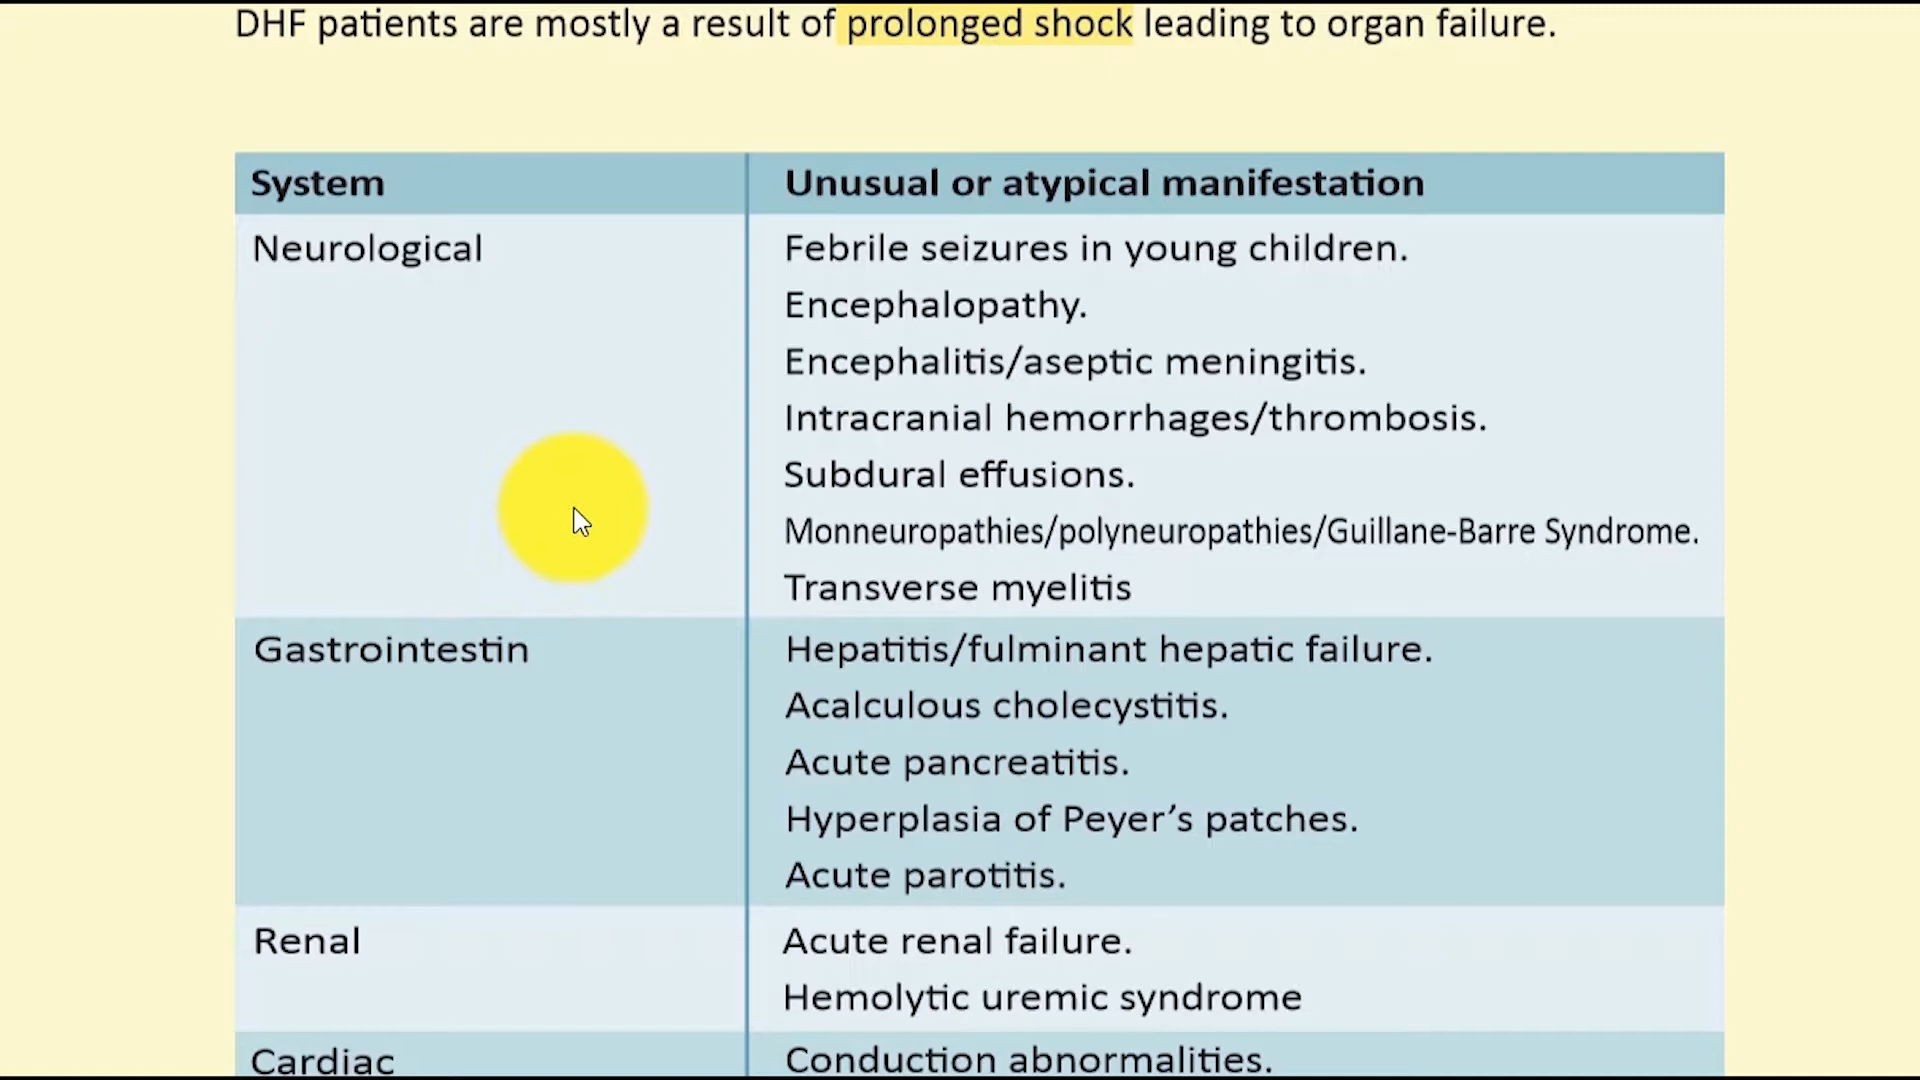 DHF patients are mostly a result of prolonged shock leading to organ failure.
System Unusual or atypical manifestation
Neurological Febrile seizures in young children.
Encephalopathy.
Encephalitis/aseptic meningitis.
Intracranial hemorrhages/thrombosis.
Subdural effusions.
Monneuropathies/polyneuropathies/Guillane-Barre Syndrome.
Transverse myelitis
Gastrointestin Hepatitis/fulminant hepatic failure.
Acalculous cholecystitis.
Acute pancreatitis.
Hyperplasia of Peyer’s patches.
Acute parotitis.
Renal Acute renal failure.
Hemolytic uremic syndrome
Cardiac Conduction abnormalities.